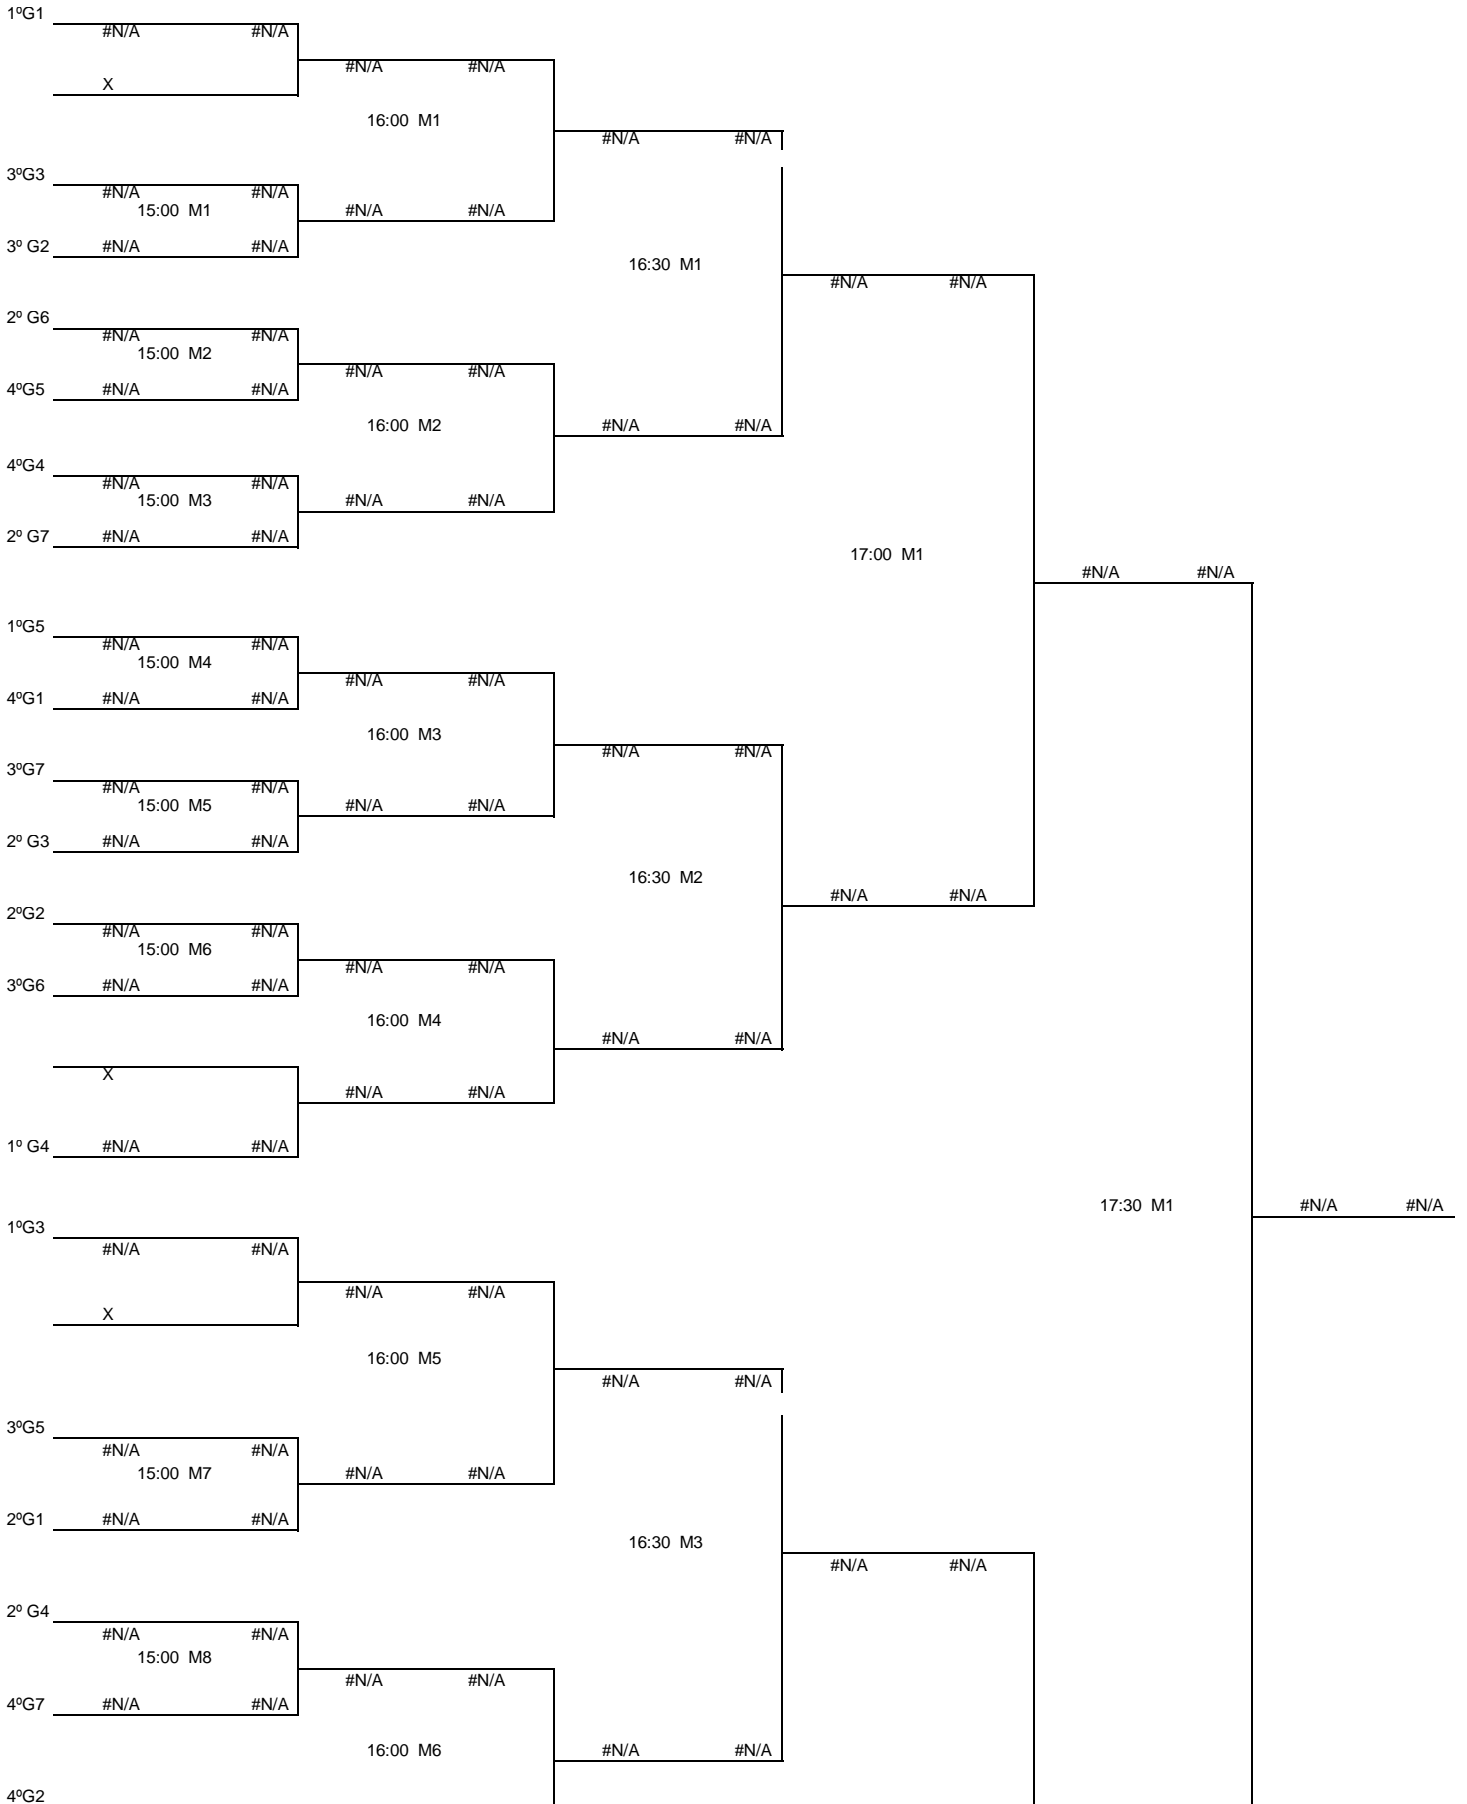 1ºG1
#N/A #N/A
#N/A #N/A
X
16:00 M1
#N/A #N/A
3ºG3
#N/A #N/A
15:00 M1 #N/A #N/A
3º G2 #N/A #N/A
16:30 M1
#N/A #N/A
2º G6
#N/A #N/A
15:00 M2
#N/A #N/A
4ºG5 #N/A #N/A
16:00 M2 #N/A #N/A
4ºG4
#N/A #N/A
15:00 M3 #N/A #N/A
2º G7 #N/A #N/A
17:00 M1
#N/A #N/A
1ºG5
#N/A #N/A
15:00 M4
#N/A #N/A
4ºG1 #N/A #N/A
16:00 M3
#N/A #N/A
3ºG7
#N/A #N/A
15:00 M5 #N/A #N/A
2º G3 #N/A #N/A
16:30 M2
#N/A #N/A
2ºG2
#N/A #N/A
15:00 M6
#N/A #N/A
3ºG6 #N/A #N/A
16:00 M4
#N/A #N/A
X
#N/A #N/A
1º G4 #N/A #N/A
17:30 M1 #N/A #N/A
1ºG3
#N/A #N/A
#N/A #N/A
X
16:00 M5
#N/A #N/A
3ºG5
#N/A #N/A
15:00 M7 #N/A #N/A
2ºG1 #N/A #N/A
16:30 M3
#N/A #N/A
2º G4
#N/A #N/A
15:00 M8
#N/A #N/A
4ºG7 #N/A #N/A
16:00 M6 #N/A #N/A
4ºG2